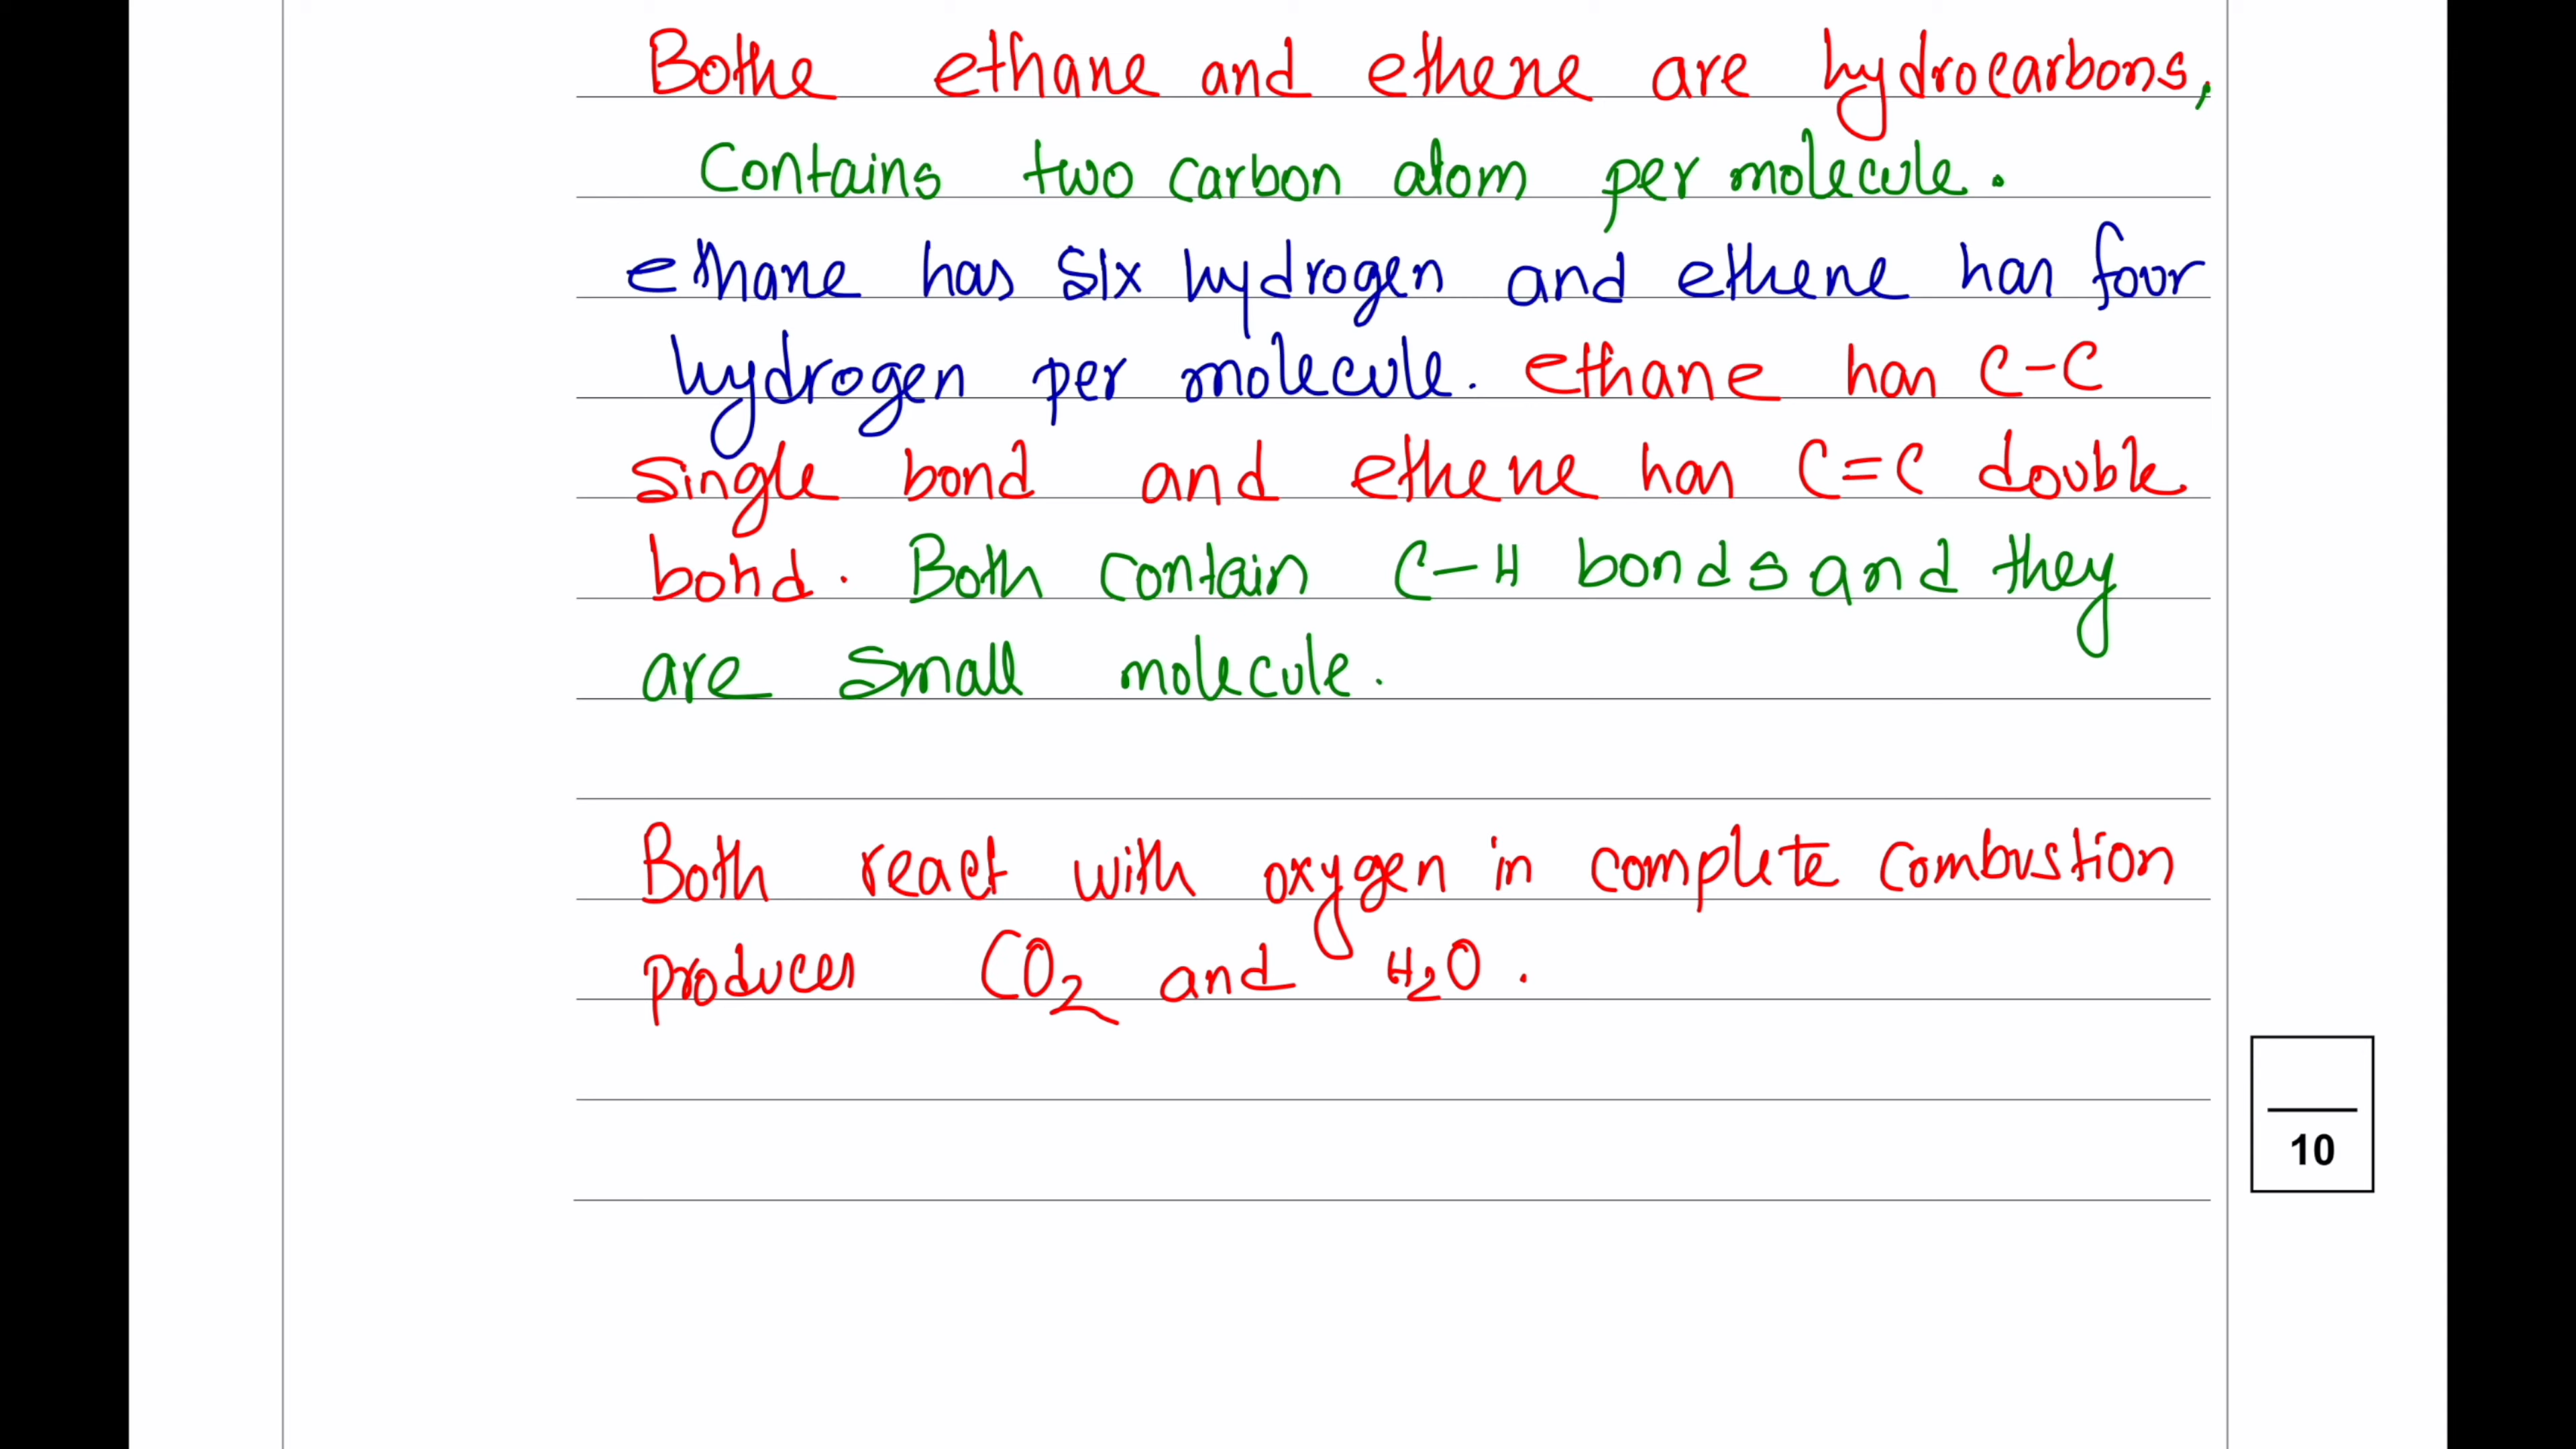 Bothe ethane and ethene are hydrocarbons,
Contains two carbon atom per molecule.
ethane has six hydrogen and ethene has four
hydrogen per molecule. ethane has C-C
single bond and ethene has C=C double
bond. Both contain C-H bonds and they
are small molecule.
Both react with oxygen in complete combustion
produces CO₂ and H₂O.
10